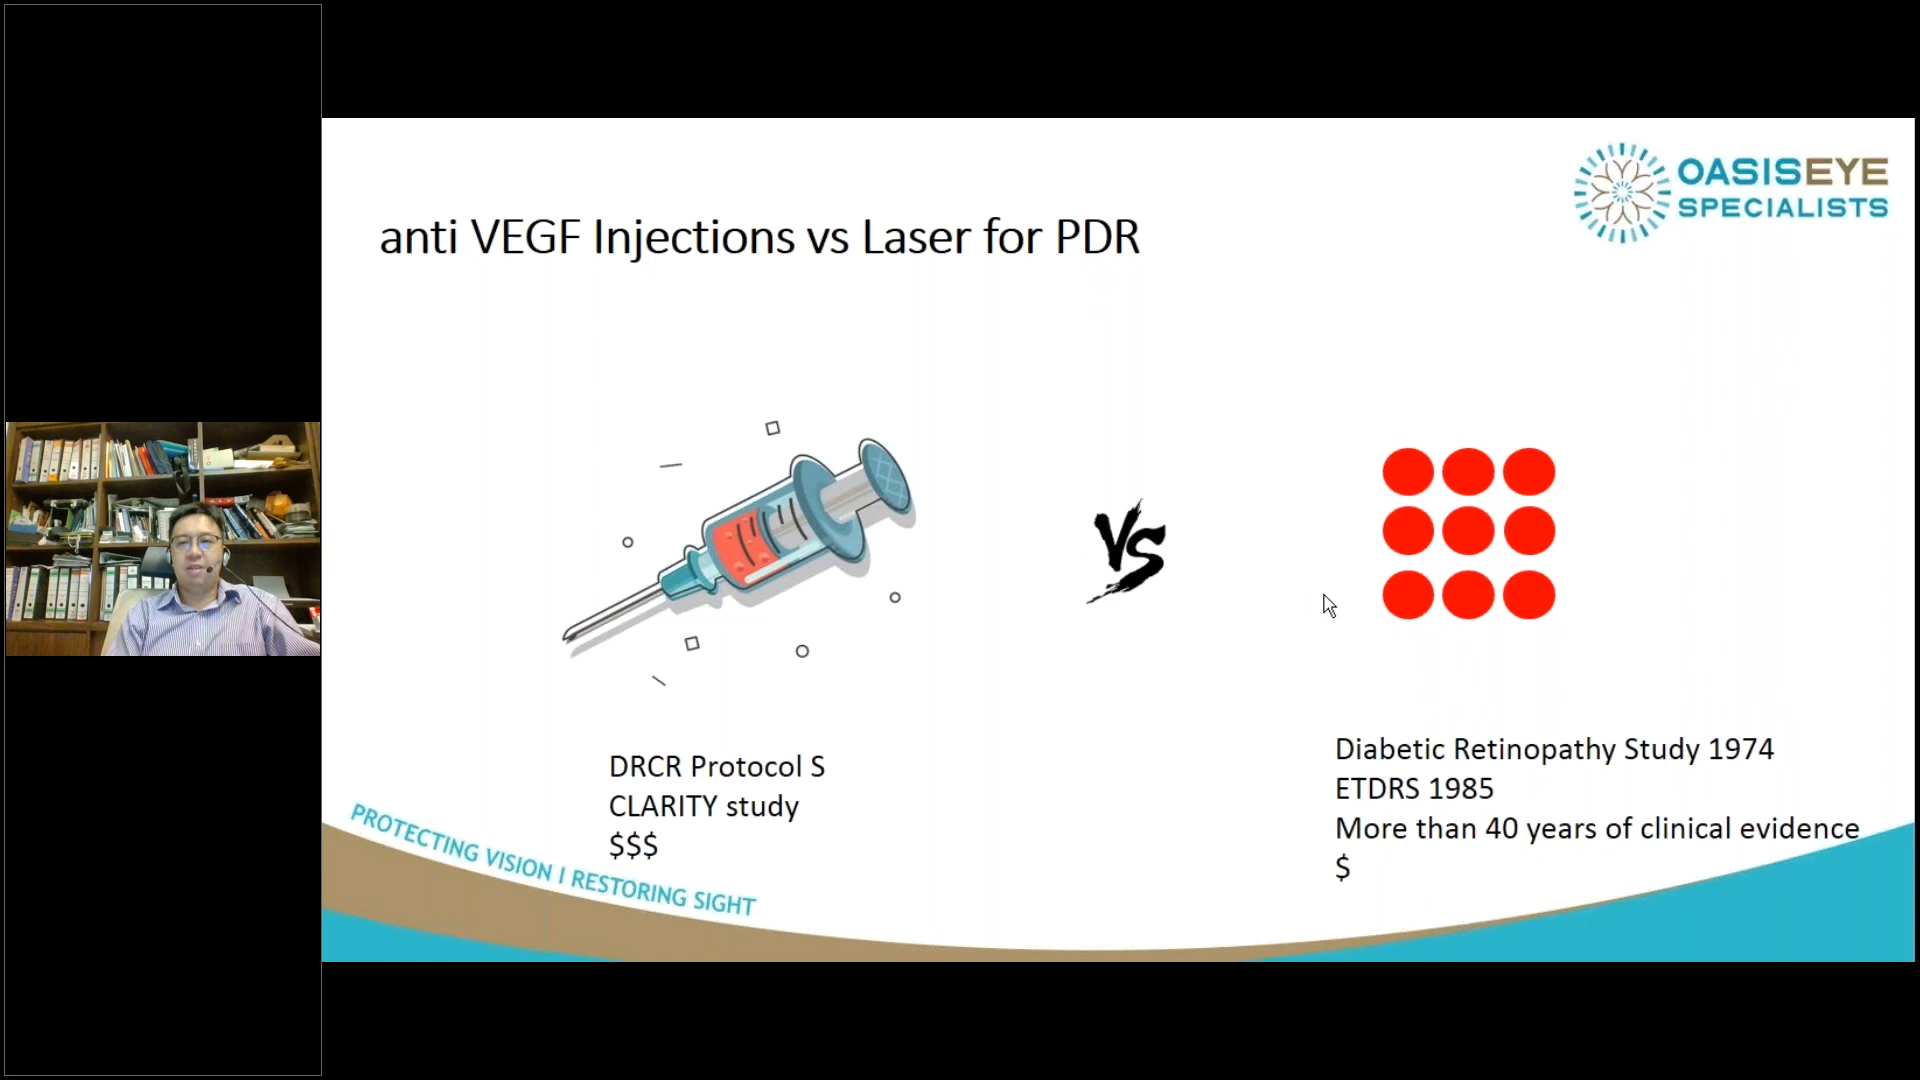 OASISEYE
SPECIALISTS
anti VEGF Injections vs Laser for PDR
VS
DRCR Protocol S
CLARITY study
$$$
Diabetic Retinopathy Study 1974
ETDRS 1985
More than 40 years of clinical evidence
$
PROTECTING VISION I RESTORING SIGHT